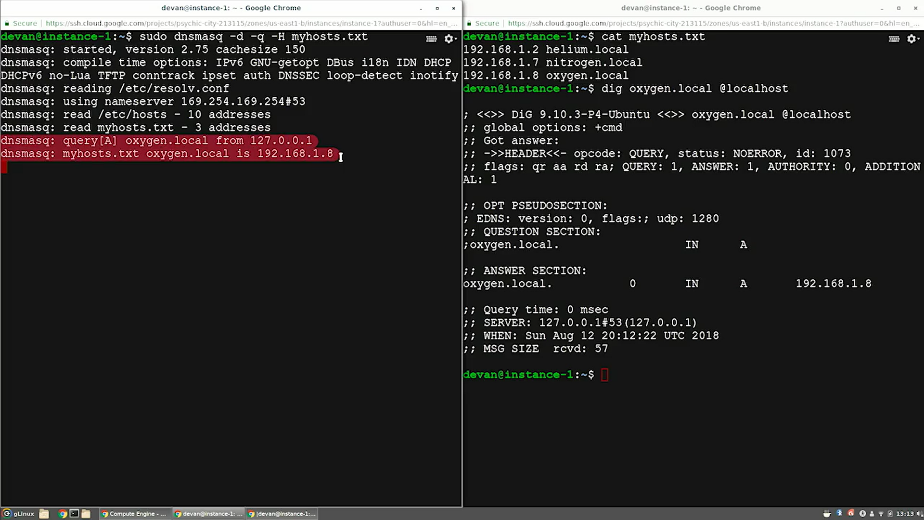 devan@instance-1: ~ - Google Chrome
Secure https://ssh.cloud.google.com/projects/psychic-city-213115/zones/us-east1-b/instances/instance-1?authuser=0&hl=en_...
devan@instance-1:~$ sudo dnsmasq -d -q -H myhosts.txt
dnsmasq: started, version 2.75 cachesize 150
dnsmasq: compile time options: IPv6 GNU-getopt DBus i18n IDN DHCP
DHCPv6 no-Lua TFTP conntrack ipset auth DNSSEC loop-detect inotify
dnsmasq: reading /etc/resolv.conf
dnsmasq: using nameserver 169.254.169.254#53
dnsmasq: read /etc/hosts - 10 addresses
dnsmasq: read myhosts.txt - 3 addresses
dnsmasq: query[A] oxygen.local from 127.0.0.1
dnsmasq: myhosts.txt oxygen.local is 192.168.1.8
devan@instance-1: ~ - Google Chrome
Secure https://ssh.cloud.google.com/projects/psychic-city-213115/zones/us-east1-b/instances/instance-1?authuser=1&hl=en_...
devan@instance-1:~$ cat myhosts.txt
192.168.1.2 helium.local
192.168.1.7 nitrogen.local
192.168.1.8 oxygen.local
devan@instance-1:~$ dig oxygen.local @localhost
; <<>> DiG 9.10.3-P4-Ubuntu <<>> oxygen.local @localhost
;; global options: +cmd
;; Got answer:
;; ->>HEADER<<- opcode: QUERY, status: NOERROR, id: 1073
;; flags: qr aa rd ra; QUERY: 1, ANSWER: 1, AUTHORITY: 0, ADDITION
AL: 1
;; OPT PSEUDOSECTION:
; EDNS: version: 0, flags:; udp: 1280
;; QUESTION SECTION:
;oxygen.local. IN A
;; ANSWER SECTION:
oxygen.local. 0 IN A 192.168.1.8
;; Query time: 0 msec
;; SERVER: 127.0.0.1#53(127.0.0.1)
;; WHEN: Sun Aug 12 20:12:22 UTC 2018
;; MSG SIZE rcvd: 57
devan@instance-1:~$
gLinux
[Compute Engine - ...
devan@instance-1: ...
[devan@instance-1: ...
13:13